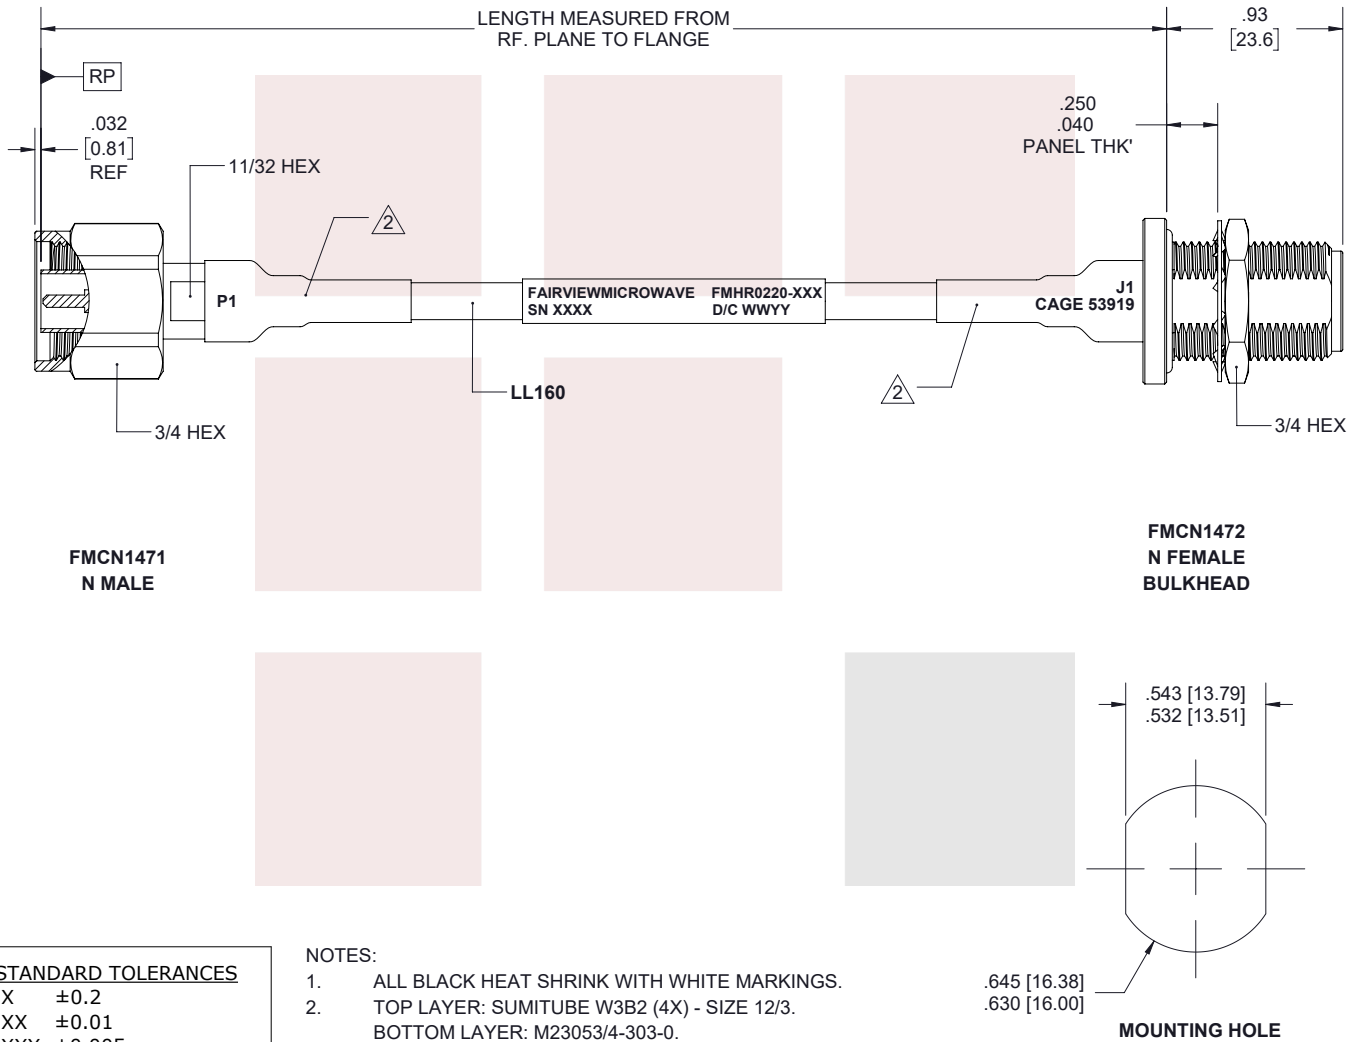 LENGTH MEASURED FROM
RF. PLANE TO FLANGE
.93
[23.6]
RP
.032
[0.81]
REF
.250
.040
PANEL THK'
11/32 HEX
2
P1
FAIRVIEWMICROWAVE FMHR0220-XXX
SN XXXX D/C WWYY
J1
CAGE 53919
LL160
2
3/4 HEX
3/4 HEX
FMCN1471
N MALE
FMCN1472
N FEMALE
BULKHEAD
.543 [13.79]
.532 [13.51]
.645 [16.38]
.630 [16.00]
MOUNTING HOLE
STANDARD TOLERANCES
X ±0.2
XX ±0.01
NOTES:
1. ALL BLACK HEAT SHRINK WITH WHITE MARKINGS.
2. TOP LAYER: SUMITUBE W3B2 (4X) - SIZE 12/3.
BOTTOM LAYER: M23053/4-303-0.